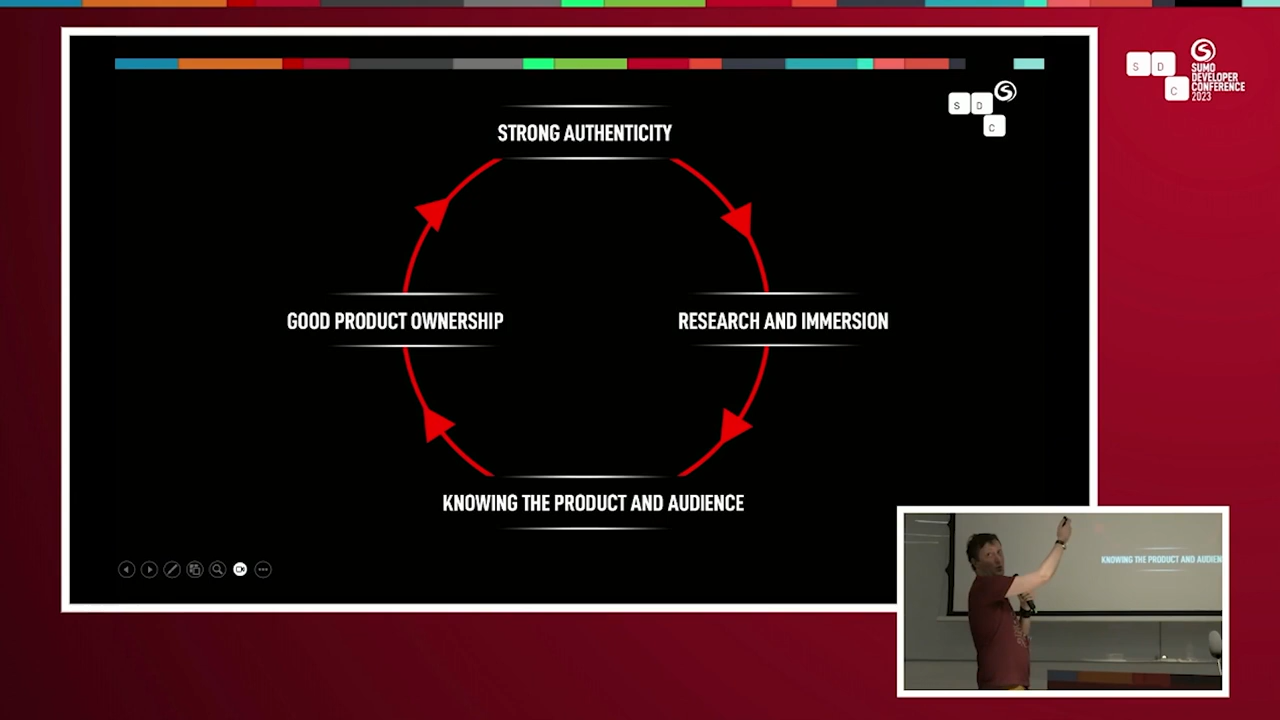 S D
C
SUMO
DEVELOPER
CONFERENCE
2023
S D
C
STRONG AUTHENTICITY
GOOD PRODUCT OWNERSHIP
RESEARCH AND IMMERSION
KNOWING THE PRODUCT AND AUDIENCE
KNOWING THE PRODUCT AND AUDIEN